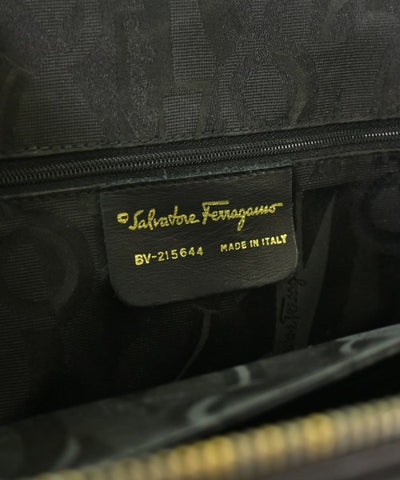 © Salvatore Ferragamo
BV-215644 MADE IN ITALY